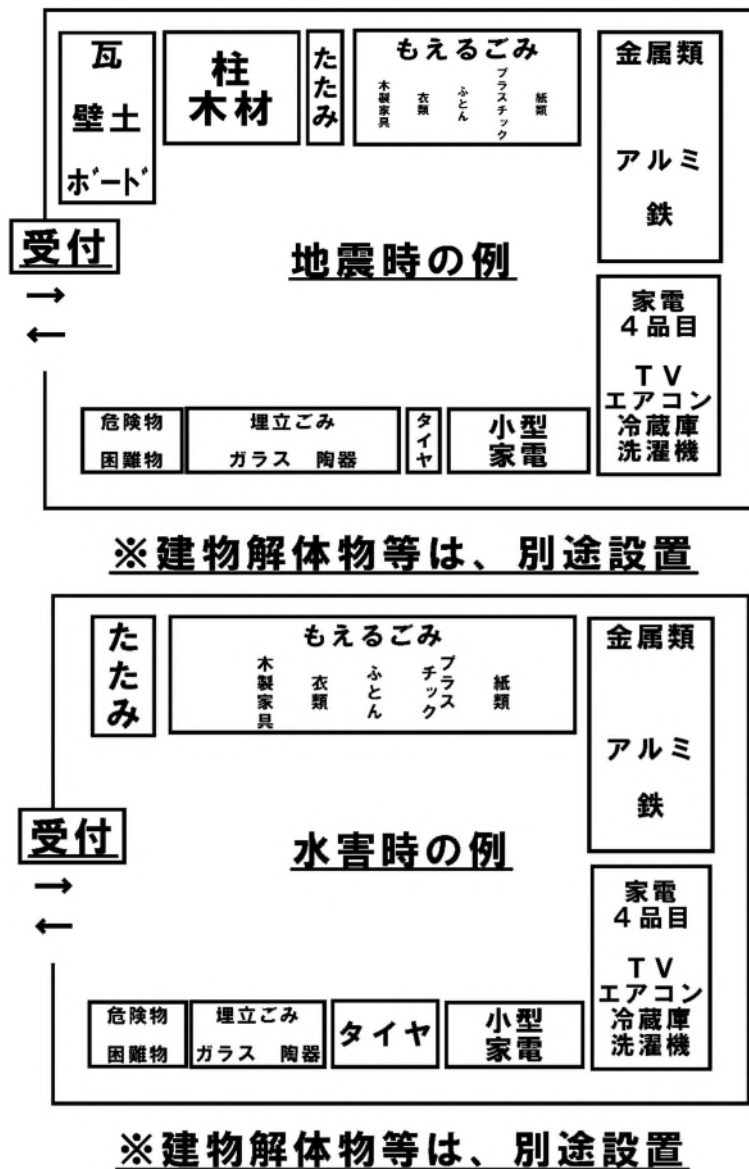 瓦
壁土
ボード
柱
木材
たたみ
もえるごみ
木製家具
衣類
ふとん
プラスチック
紙類
金属類
アルミ
鉄
受付
→
←
地震時の例
家電
4品目
TV
エアコン
冷蔵庫
洗濯機
危険物
困難物
埋立ごみ
ガラス 陶器
タイヤ
小型
家電
※建物解体物等は、別途設置
たたみ
もえるごみ
木製家具
衣類
ふとん
プラス
チック
紙類
金属類
アルミ
鉄
受付
→
←
水害時の例
家電
4品目
TV
エアコン
冷蔵庫
洗濯機
危険物
困難物
埋立ごみ
ガラス 陶器
タイヤ
小型
家電
※建物解体物等は、別途設置